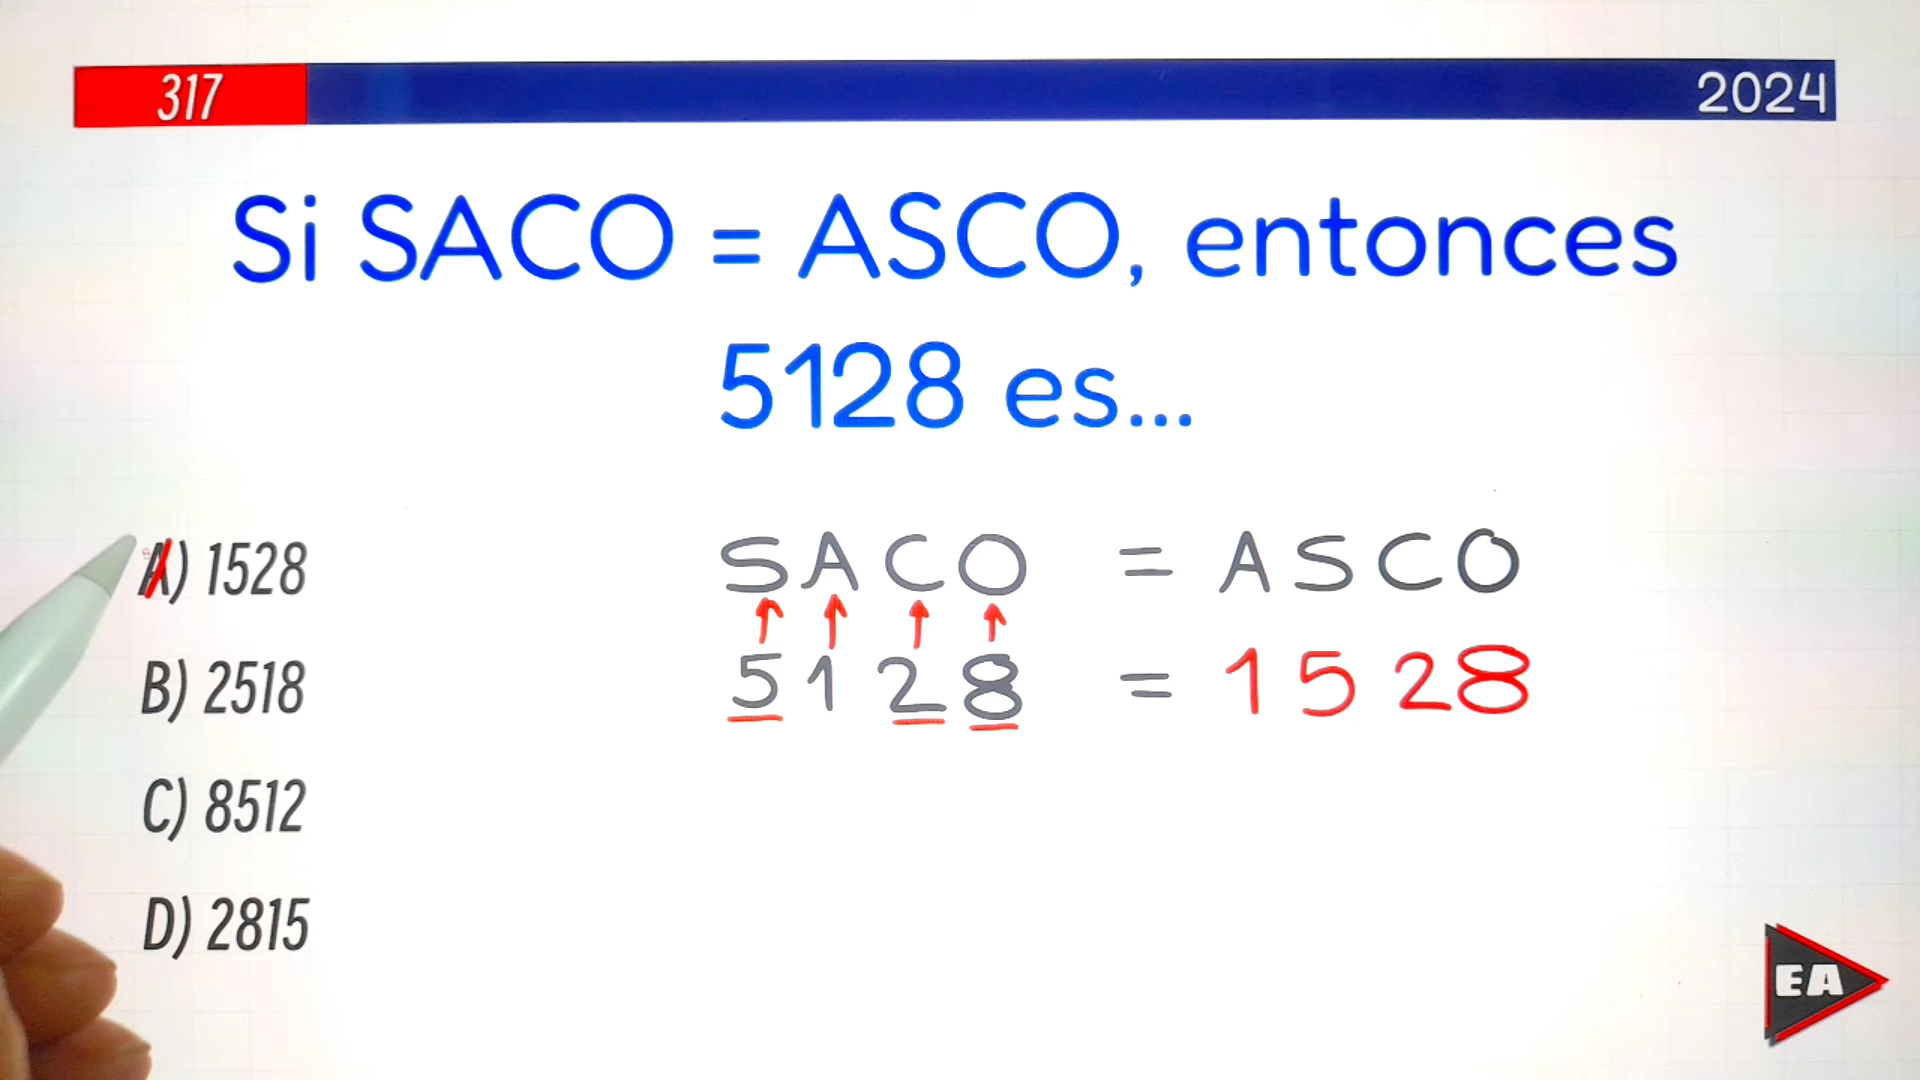 317 2024
Si SACO = ASCO, entonces
5128 es...
A) 1528
B) 2518
C) 8512
D) 2815
SACO = ASCO
5128 = 1528
EA